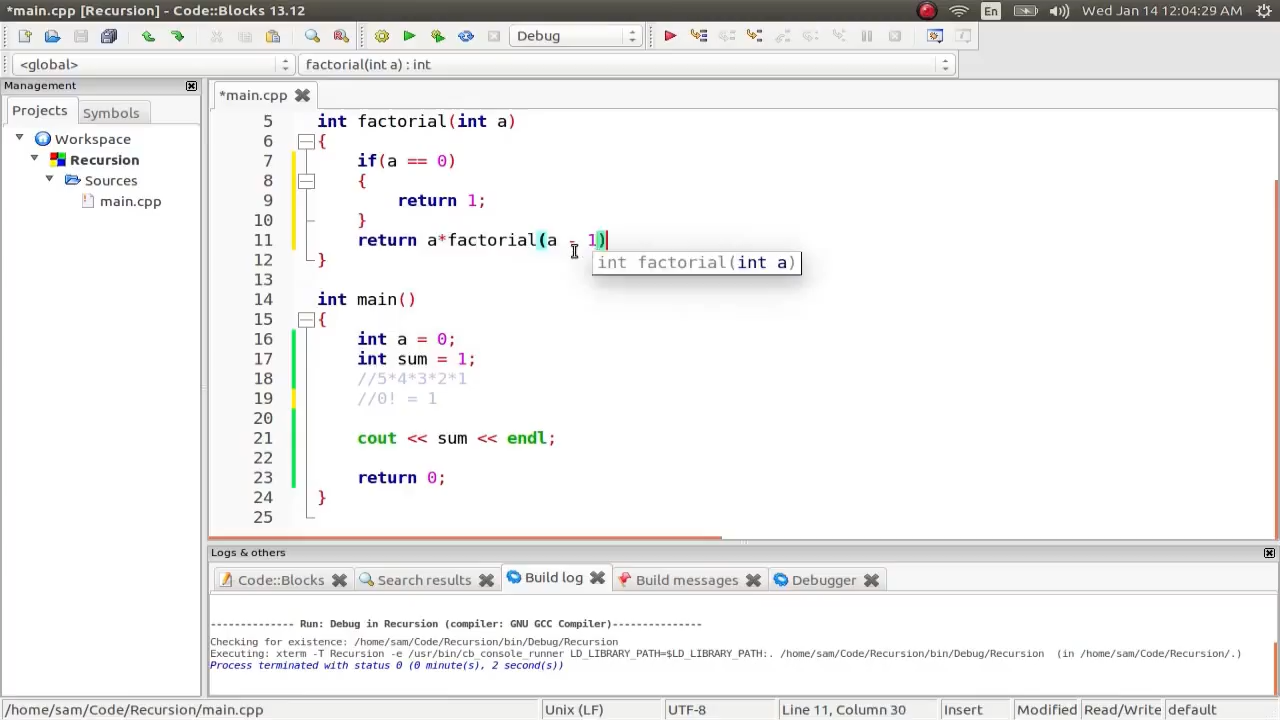 *main.cpp [Recursion] - Code::Blocks 13.12
En
Wed Jan 14 12:04:29 AM
Debug
<global>
factorial(int a) : int
Management
Projects
Symbols
Workspace
Recursion
Sources
main.cpp
*main.cpp
5 int factorial(int a)
6 {
7 if(a == 0)
8 {
9 return 1;
10 }
11 return a*factorial(a - 1)
int factorial(int a)
12 }
13
14 int main()
15 {
16 int a = 0;
17 int sum = 1;
18 //5*4*3*2*1
19 //0! = 1
20
21 cout << sum << endl;
22
23 return 0;
24 }
25
Logs & others
Code::Blocks
Search results
Build log
Build messages
Debugger
-------------- Run: Debug in Recursion (compiler: GNU GCC Compiler)---------------
Checking for existence: /home/sam/Code/Recursion/bin/Debug/Recursion
Executing: xterm -T Recursion -e /usr/bin/cb_console_runner LD_LIBRARY_PATH=$LD_LIBRARY_PATH:. /home/sam/Code/Recursion/bin/Debug/Recursion  (in /home/sam/Code/Recursion/.)
Process terminated with status 0 (0 minute(s), 2 second(s))
/home/sam/Code/Recursion/main.cpp
Unix (LF)
UTF-8
Line 11, Column 30
Insert
Modified
Read/Write
default